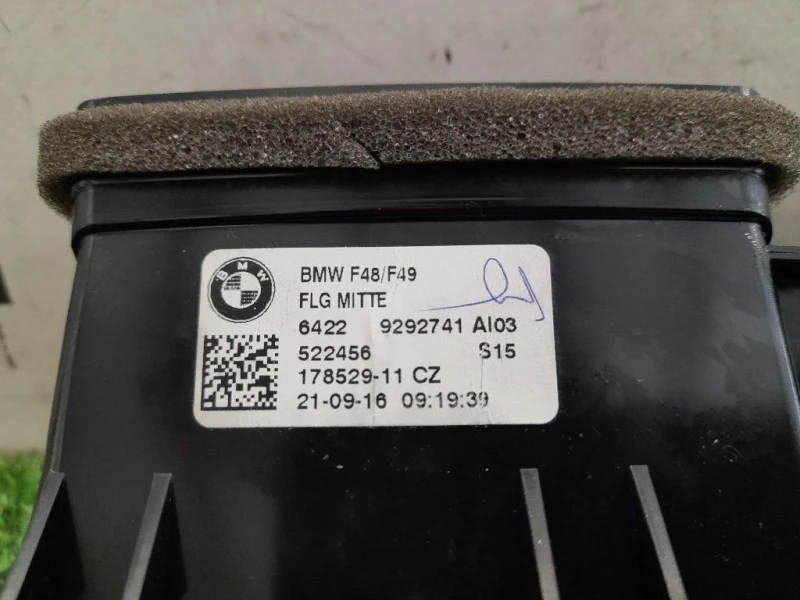 BMW
BMW F48/F49
FLG MITTE
6422 9292741 AI03
522456 S15
178529-11 CZ
21-09-16 09:19:39